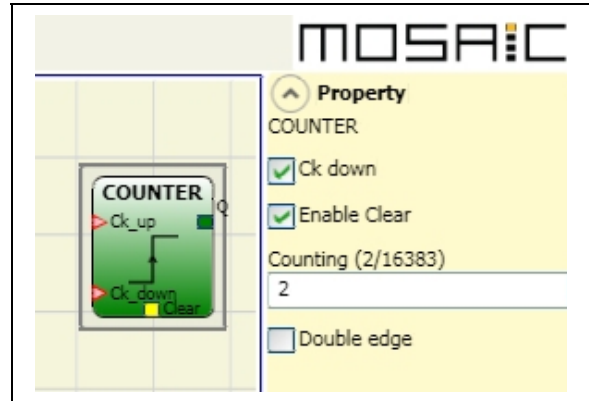 MOSAIC
Property
COUNTER
Ck down
Enable Clear
Counting (2/16383)
2
Double edge
COUNTER
Q
Ck_up
Ck_down
Clear